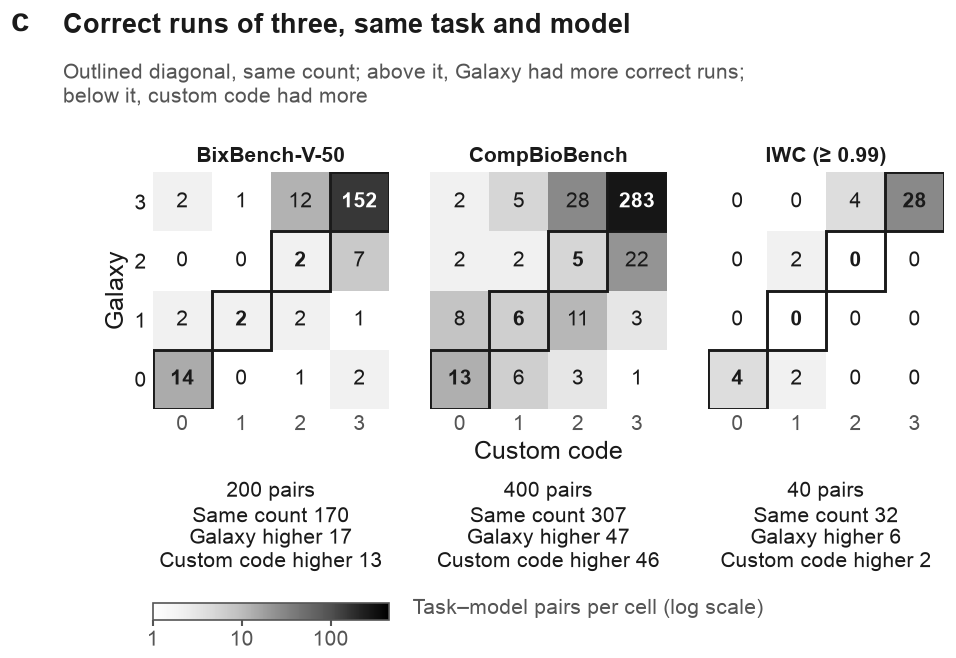 c Correct runs of three, same task and model
Outlined diagonal, same count; above it, Galaxy had more correct runs;
below it, custom code had more
BixBench-V-50 CompBioBench IWC (≥ 0.99)
3 2 1 12 152 2 5 28 283 0 0 4 28
2 0 0 2 7 2 2 5 22 0 2 0 0
Galaxy
1 2 2 2 1 8 6 11 3 0 0 0 0
0 14 0 1 2 13 6 3 1 4 2 0 0
0 1 2 3 0 1 2 3 0 1 2 3
Custom code
200 pairs 400 pairs 40 pairs
Same count 170 Same count 307 Same count 32
Galaxy higher 17 Galaxy higher 47 Galaxy higher 6
Custom code higher 13 Custom code higher 46 Custom code higher 2
Task–model pairs per cell (log scale)
1 10 100